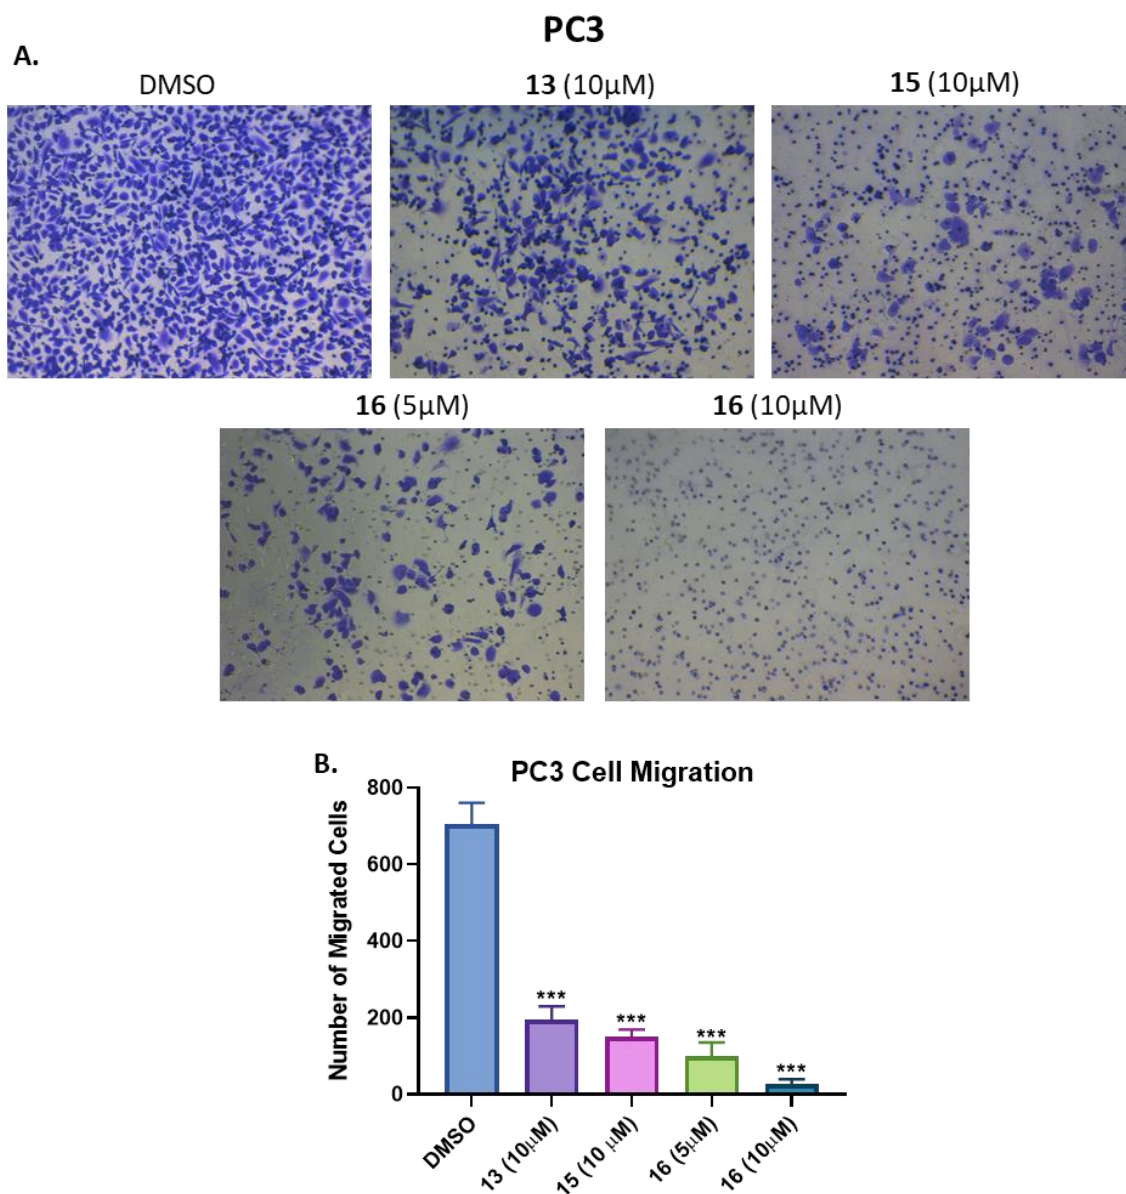 PC3
A.
DMSO
13 (10µM)
15 (10µM)
16 (5µM)
16 (10µM)
B.
PC3 Cell Migration
Number of Migrated Cells
800
600
400
200
0
***
***
***
***
DMSO
13 (10µM)
15 (10 µM)
16 (5µM)
16 (10µM)